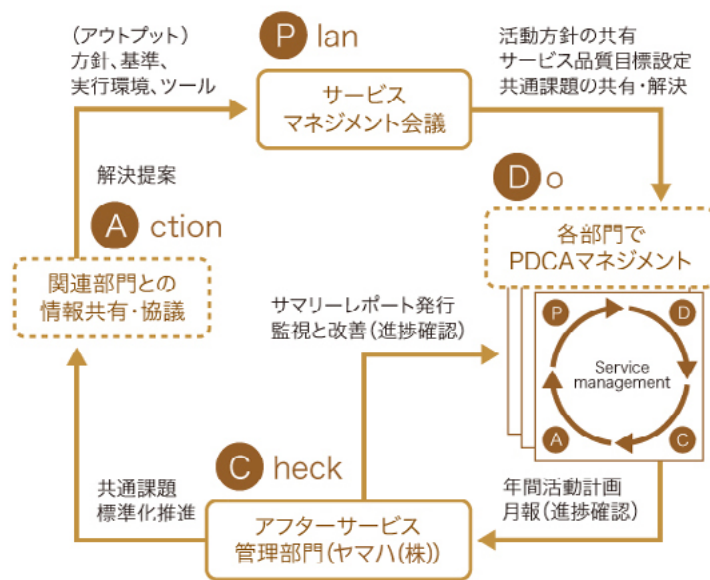 (アウトプット)
方針、基準、
実行環境、ツール
P lan
サービス
マネジメント会議
活動方針の共有
サービス品質目標設定
共通課題の共有・解決
解決提案
A ction
関連部門との
情報共有・協議
D o
各部門で
PDCAマネジメント
P
D
Service
management
A
C
サマリーレポート発行
監視と改善(進捗確認)
C heck
共通課題
標準化推進
アフターサービス
管理部門(ヤマハ(株))
年間活動計画
月報(進捗確認)